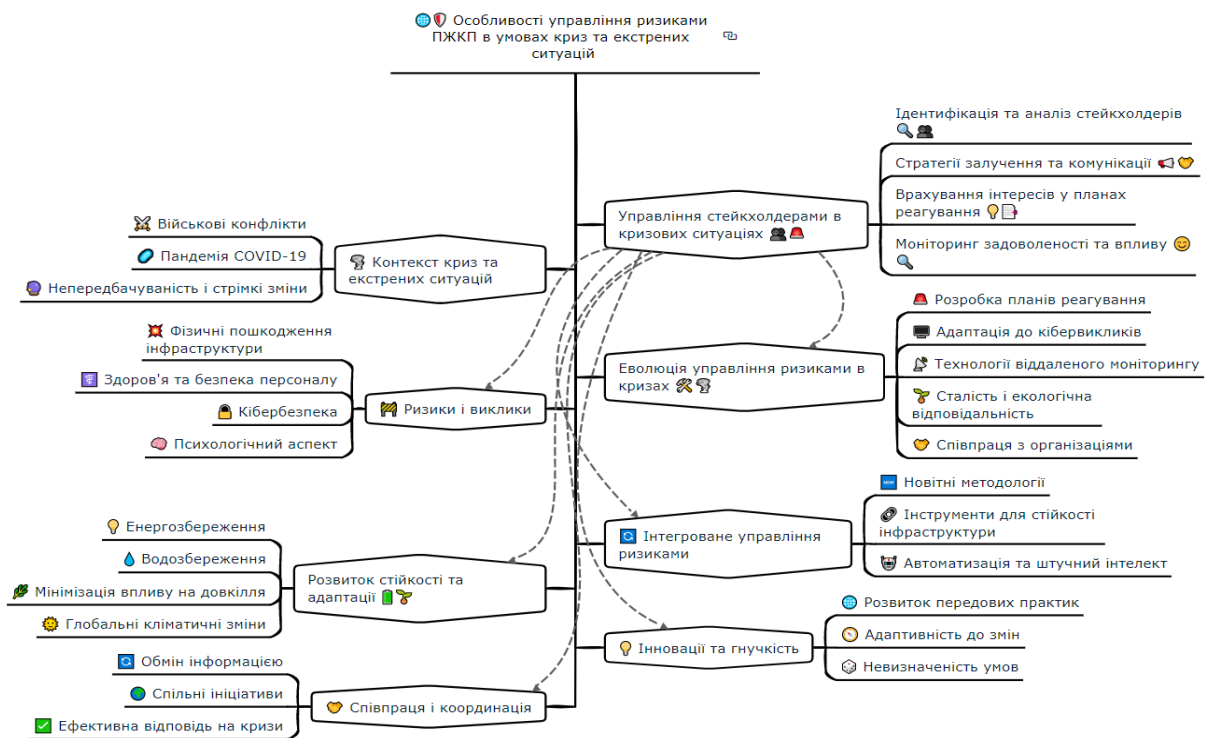 Особливості управління ризиками
ПЖКП в умовах криз та екстрених
ситуацій
Ідентифікація та аналіз стейкхолдерів
Стратегії залучення та комунікації
Врахування інтересів у планах
реагування
Моніторинг задоволеності та впливу
Управління стейкхолдерами в
кризових ситуаціях
Військові конфлікти
Пандемія COVID-19
Непередбачуваність і стрімкі зміни
Контекст криз та
екстрених ситуацій
Розробка планів реагування
Адаптація до кібервикликів
Технології віддаленого моніторингу
Сталість і екологічна
відповідальність
Співпраця з організаціями
Еволюція управління ризиками в
кризах
Фізичні пошкодження
інфраструктури
Здоров'я та безпека персоналу
Кібербезпека
Психологічний аспект
Ризики і виклики
Новітні методології
Інструменти для стійкості
інфраструктури
Автоматизація та штучний інтелект
Інтегроване управління
ризиками
Енергозбереження
Водозбереження
Мінімізація впливу на довкілля
Глобальні кліматичні зміни
Розвиток стійкості та
адаптації
Розвиток передових практик
Адаптивність до змін
Невизначеність умов
Інновації та гнучкість
Обмін інформацією
Спільні ініціативи
Ефективна відповідь на кризи
Співпраця і координація